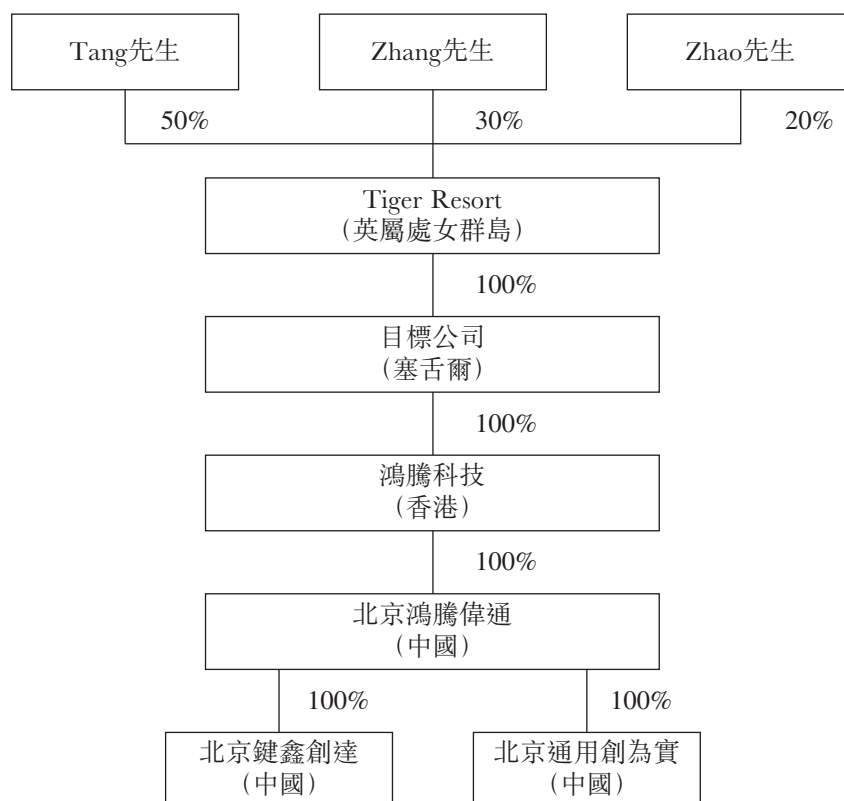 Tang先生
Zhang先生
Zhao先生
50%
30%
20%
Tiger Resort
（英屬處女群島）
100%
目標公司
（塞舌爾）
100%
鴻騰科技
（香港）
100%
北京鴻騰偉通
（中國）
100%
100%
北京鍵鑫創達
（中國）
北京通用創為實
（中國）